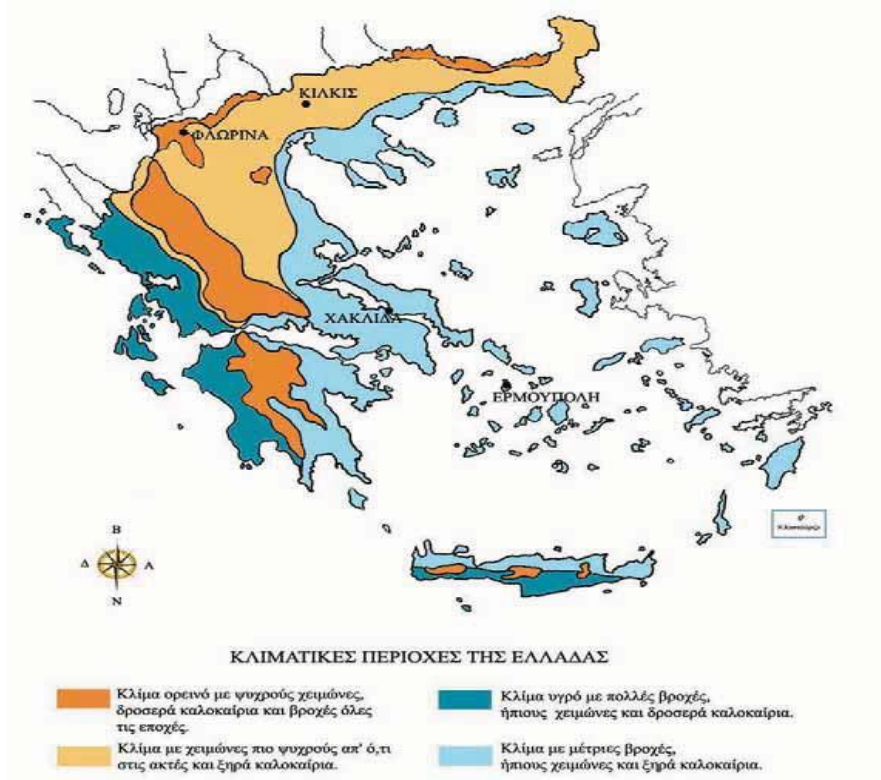 ΚΙΛΚΙΣ
ΦΛΩΡΙΝΑ
ΧΑΚΛΙΔΑ
ΕΡΜΟΥΠΟΛΗ
Β
Δ Α
Ν
ΚΛΙΜΑΤΙΚΕΣ ΠΕΡΙΟΧΕΣ ΤΗΣ ΕΛΛΑΔΑΣ
Κλίμα ορεινό με ψυχρούς χειμώνες,
δροσερά καλοκαίρια και βροχές όλες
τις εποχές.
Κλίμα με χειμώνες πιο ψυχρούς απ' ό,τι
στις ακτές και ξηρά καλοκαίρια.
Κλίμα υγρό με πολλές βροχές,
ήπιους χειμώνες και δροσερά καλοκαίρια.
Κλίμα με μέτριες βροχές,
ήπιους χειμώνες και ξηρά καλοκαίρια.